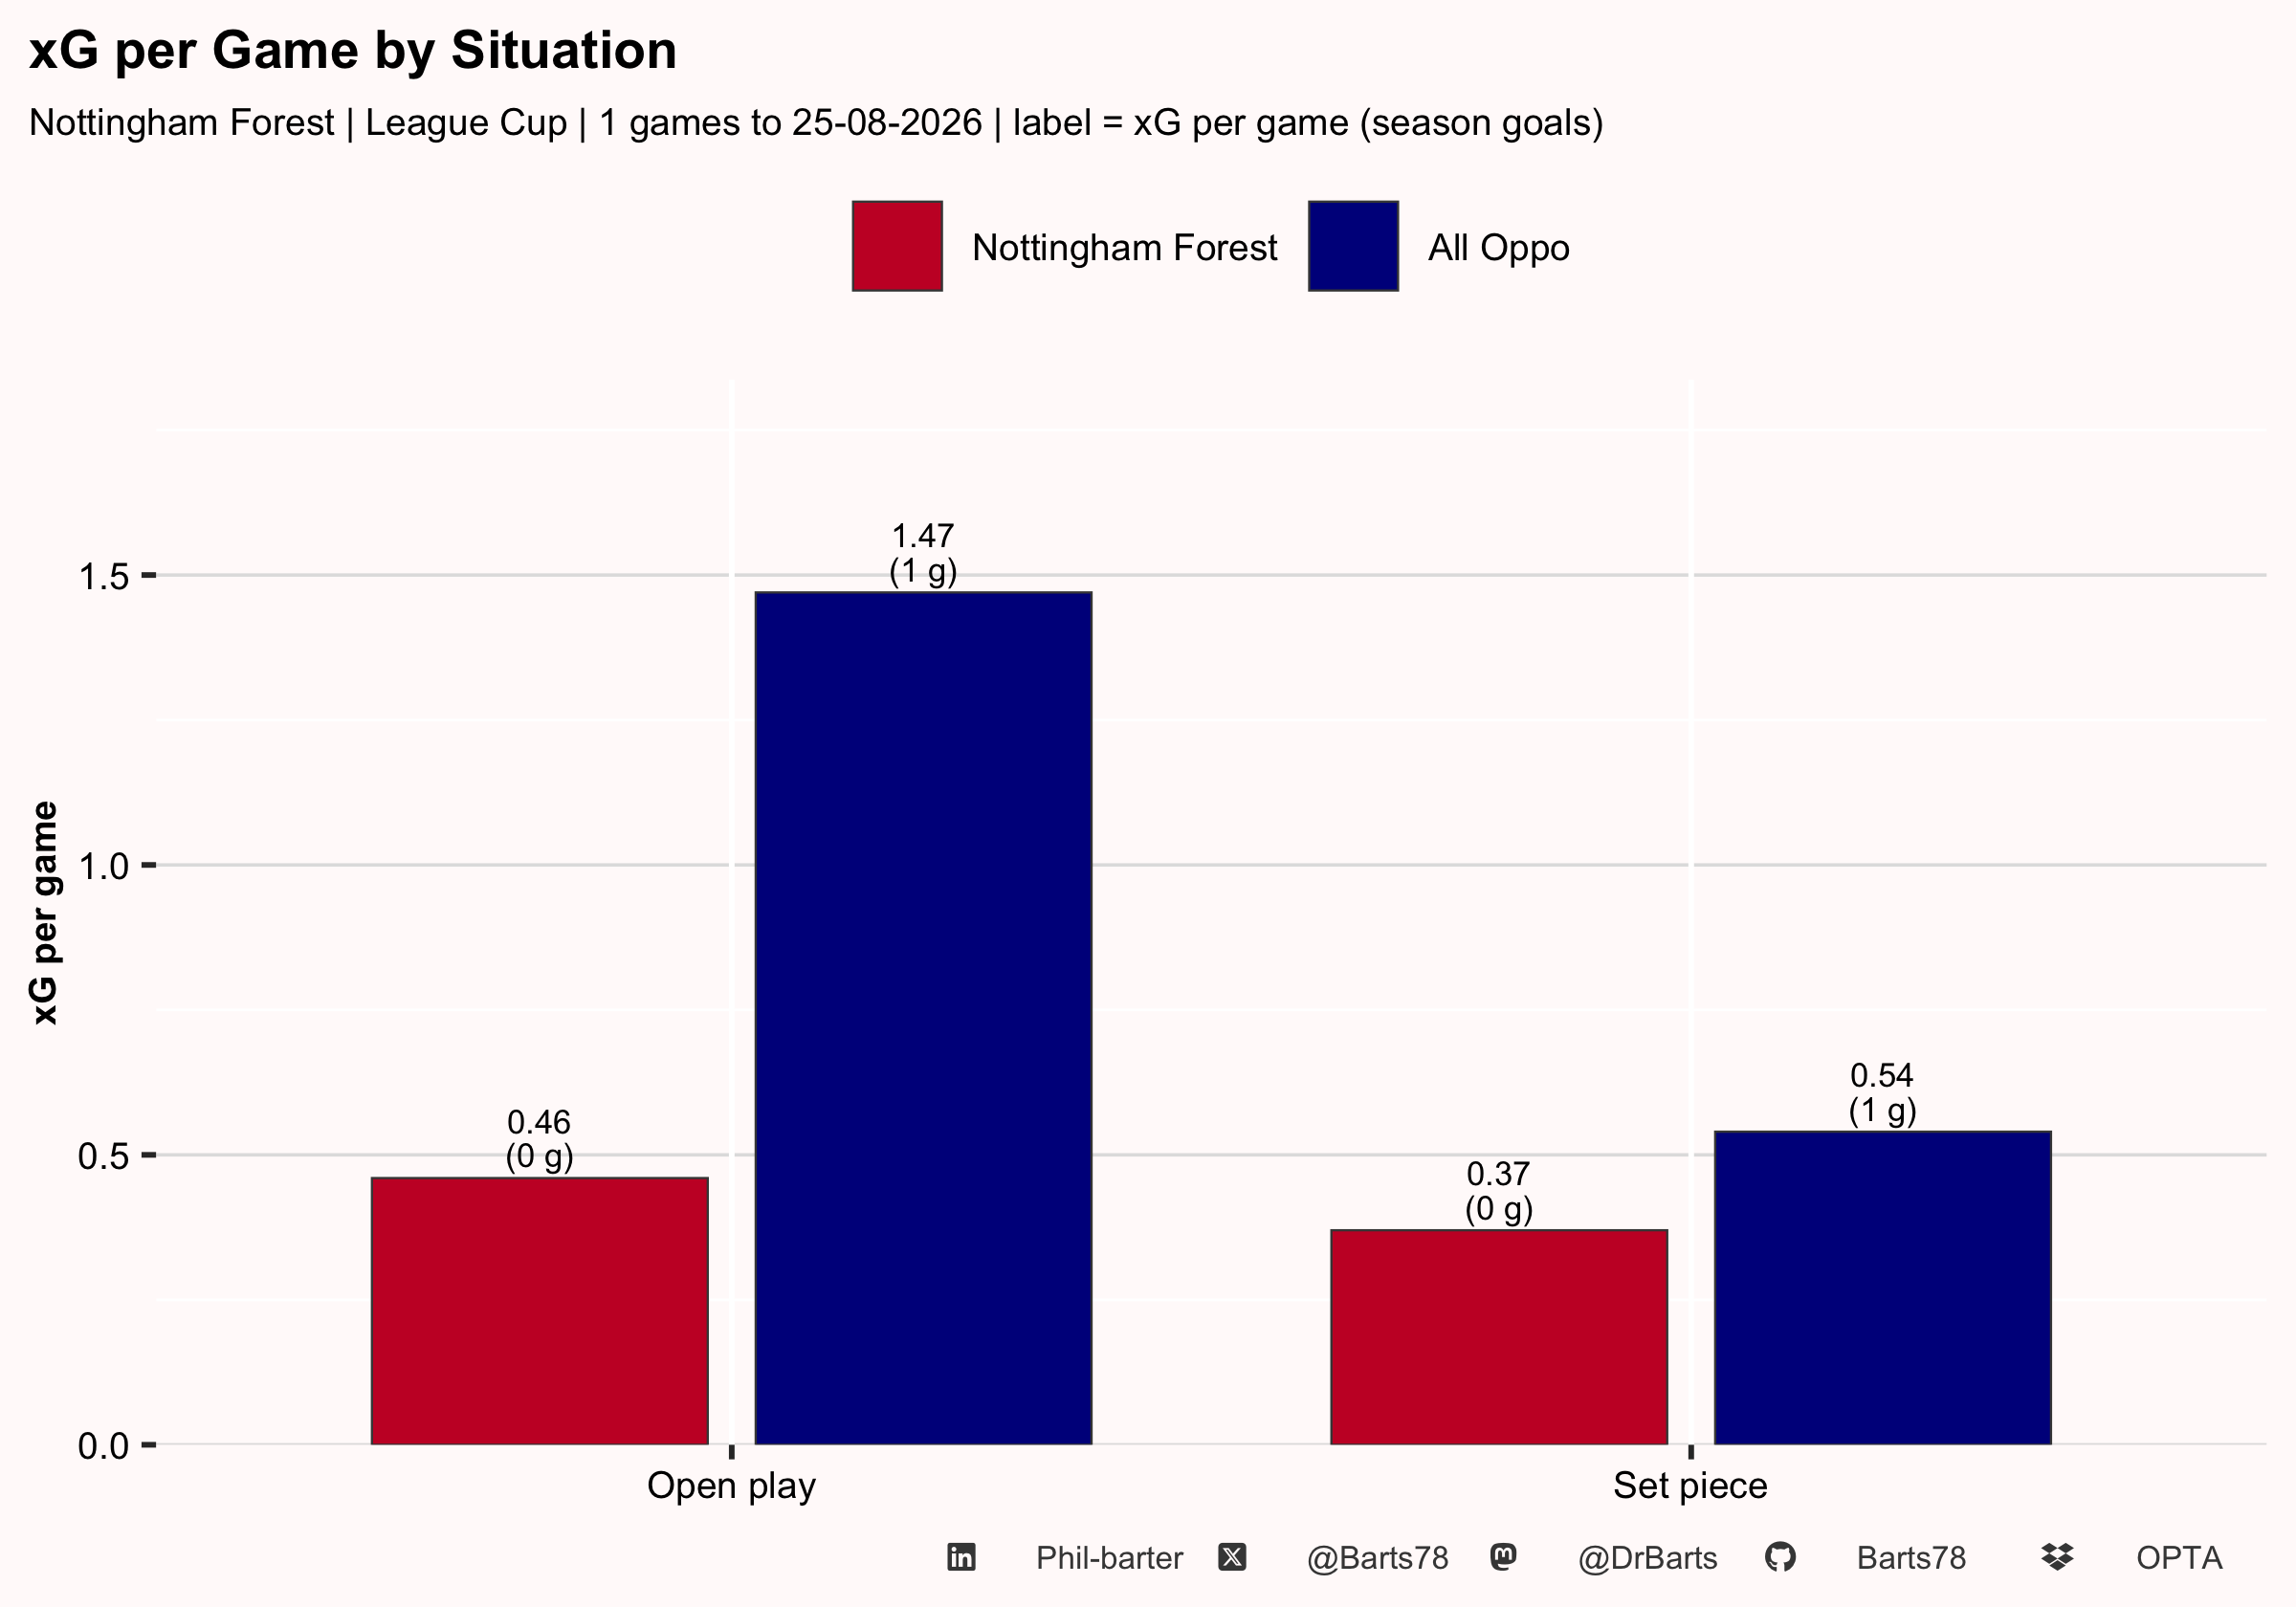 xG per Game by Situation
Nottingham Forest | League Cup | 1 games to 25-08-2026 | label = xG per game (season goals)
Nottingham Forest All Oppo
xG per game
1.5
1.0
0.5
0.0
0.46
(0 g)
1.47
(1 g)
0.37
(0 g)
0.54
(1 g)
Open play Set piece
Phil-barter @Barts78 @DrBarts Barts78 OPTA